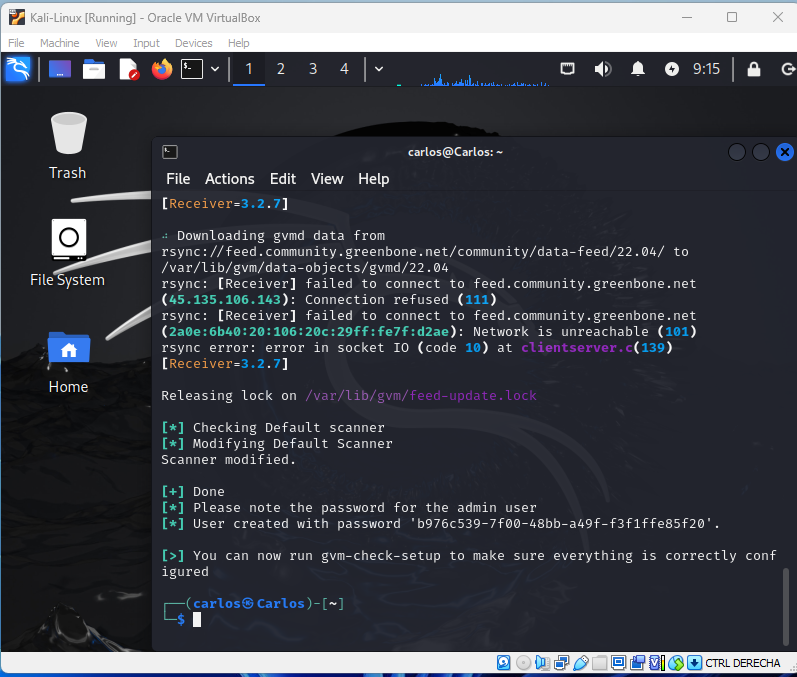 Kali-Linux [Running] - Oracle VM VirtualBox
File Machine View Input Devices Help
1 2 3 4 9:15
Trash
File System
Home
carlos@Carlos: ~
File Actions Edit View Help
[Receiver=3.2.7]
⠴ Downloading gvmd data from
rsync://feed.community.greenbone.net/community/data-feed/22.04/ to
/var/lib/gvm/data-objects/gvmd/22.04
rsync: [Receiver] failed to connect to feed.community.greenbone.net
(45.135.106.143): Connection refused (111)
rsync: [Receiver] failed to connect to feed.community.greenbone.net
(2a0e:6b40:20:106:20c:29ff:fe7f:d2ae): Network is unreachable (101)
rsync error: error in socket IO (code 10) at clientserver.c(139)
[Receiver=3.2.7]
Releasing lock on /var/lib/gvm/feed-update.lock
[*] Checking Default scanner
[*] Modifying Default Scanner
Scanner modified.
[+] Done
[*] Please note the password for the admin user
[*] User created with password 'b976c539-7f00-48bb-a49f-f3f1ffe85f20'.
[>] You can now run gvm-check-setup to make sure everything is correctly conf
igured
┌──(carlos㉿Carlos)-[~]
└─$
CTRL DERECHA